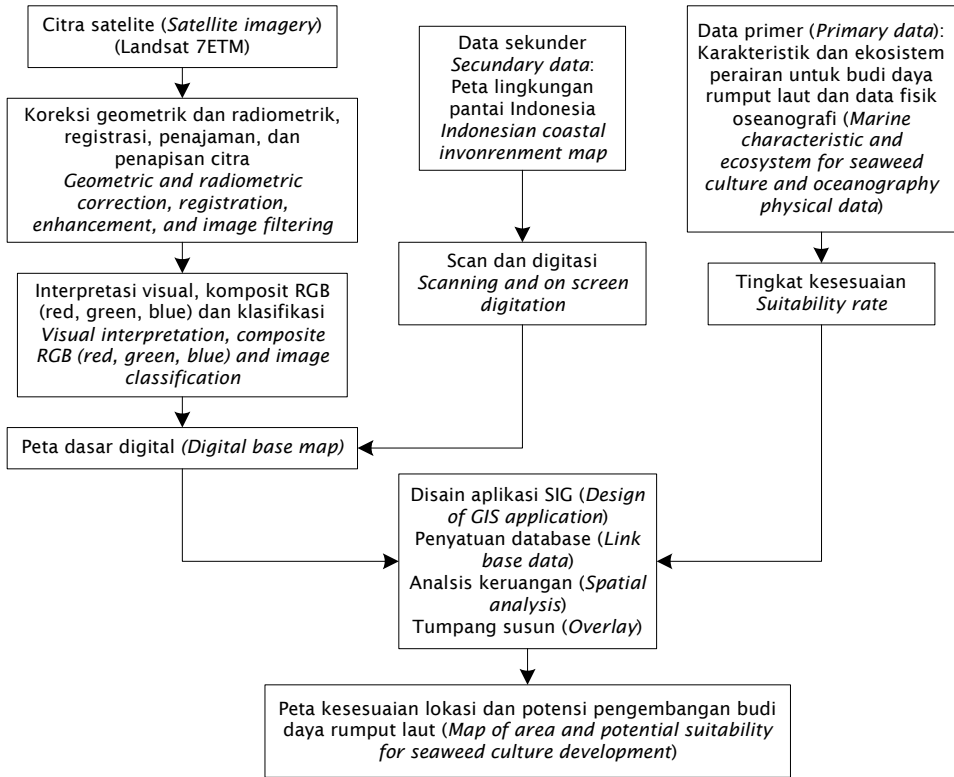 Citra satelite (Satellite imagery)
(Landsat 7ETM)
Koreksi geometrik dan radiometrik,
registrasi, penajaman, dan
penapisan citra
Geometric and radiometric
correction, registration,
enhancement, and image filtering
Interpretasi visual, komposit RGB
(red, green, blue) dan klasifikasi
Visual interpretation, composite
RGB (red, green, blue) and image
classification
Peta dasar digital (Digital base map)
Data sekunder
Secundary data:
Peta lingkungan
pantai Indonesia
Indonesian coastal
invonrenment map
Scan dan digitasi
Scanning and on screen
digitation
Data primer (Primary data):
Karakteristik dan ekosistem
perairan untuk budi daya
rumput laut dan data fisik
oseanografi (Marine
characteristic and
ecosystem for seaweed
culture and oceanography
physical data)
Tingkat kesesuaian
Suitability rate
Disain aplikasi SIG (Design
of GIS application)
Penyatuan database (Link
base data)
Analsis keruangan (Spatial
analysis)
Tumpang susun (Overlay)
Peta kesesuaian lokasi dan potensi pengembangan budi
daya rumput laut (Map of area and potential suitability
for seaweed culture development)